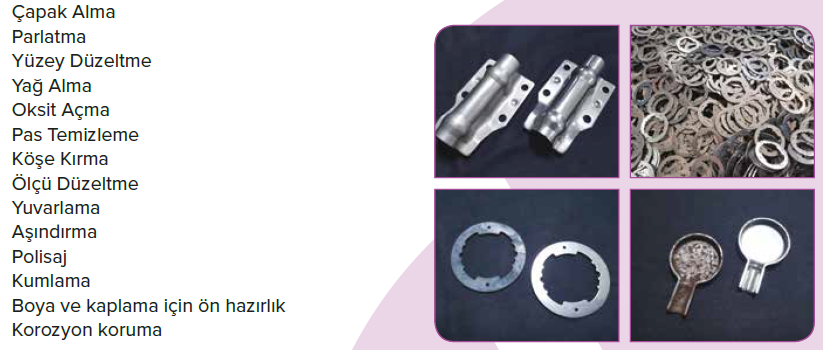 Çapak Alma
Parlatma
Yüzey Düzeltme
Yağ Alma
Oksit Açma
Pas Temizleme
Köşe Kırma
Ölçü Düzeltme
Yuvarlama
Aşındırma
Polisaj
Kumlama
Boya ve kaplama için ön hazırlık
Korozyon koruma